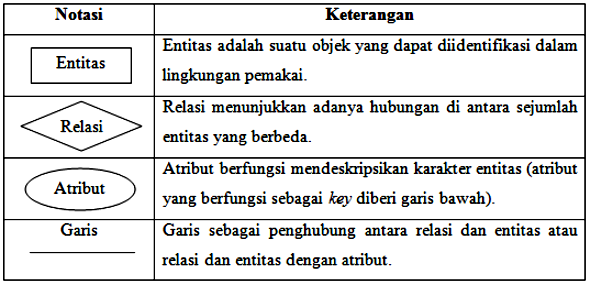 Notasi Keterangan
Entitas
Entitas adalah suatu objek yang dapat diidentifikasi dalam
lingkungan pemakai.
Relasi
Relasi menunjukkan adanya hubungan di antara sejumlah
entitas yang berbeda.
Atribut
Atribut berfungsi mendeskripsikan karakter entitas (atribut
yang berfungsi sebagai key diberi garis bawah).
Garis
Garis sebagai penghubung antara relasi dan entitas atau
relasi dan entitas dengan atribut.